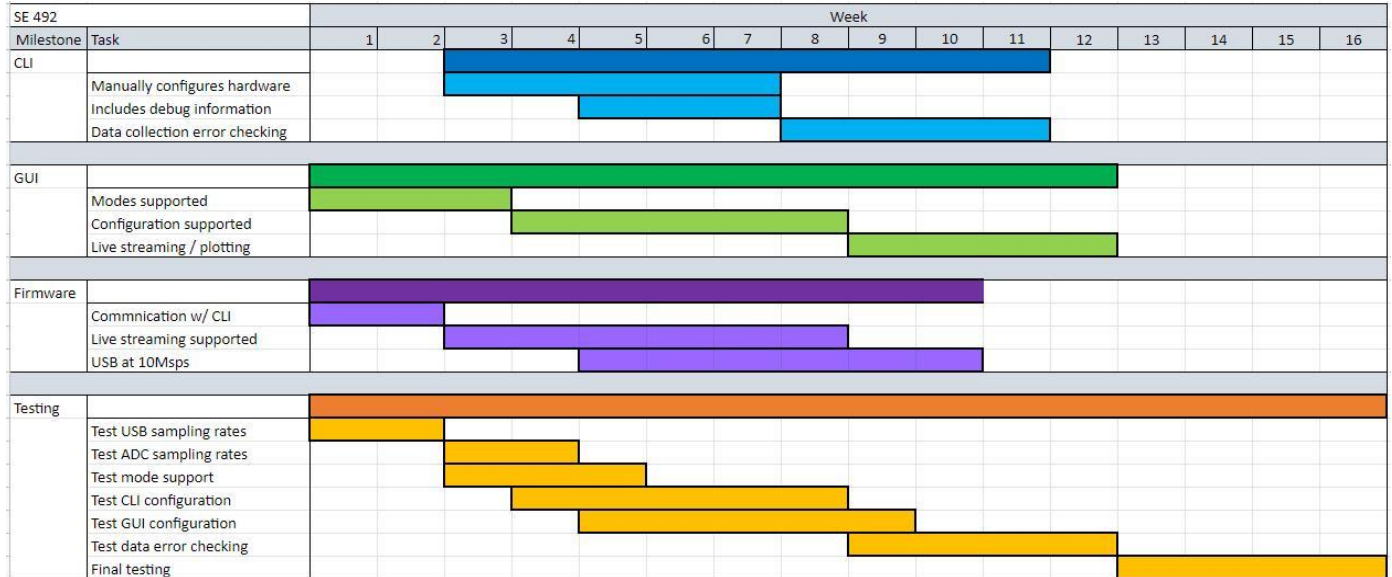 SE 492 Week
Milestone Task 1 2 3 4 5 6 7 8 9 10 11 12 13 14 15 16
CLI
Manually configures hardware
Includes debug information
Data collection error checking
GUI
Modes supported
Configuration supported
Live streaming / plotting
Firmware
Commnication w/ CLI
Live streaming supported
USB at 10Msps
Testing
Test USB sampling rates
Test ADC sampling rates
Test mode support
Test CLI configuration
Test GUI configuration
Test data error checking
Final testing